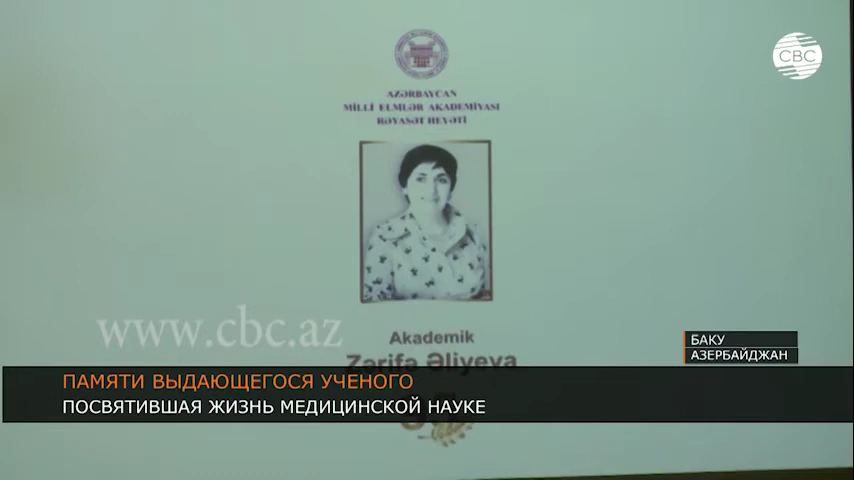 CBC
AZƏRBAYCAN
MİLLİ ELMLƏR AKADEMİYASI
RƏYASƏT HEYƏTİ
www.cbc.az
Akademik
Zərifə Əliyeva
БАКУ
АЗЕРБАЙДЖАН
ПАМЯТИ ВЫДАЮЩЕГОСЯ УЧЕНОГО
ПОСВЯТИВШАЯ ЖИЗНЬ МЕДИЦИНСКОЙ НАУКЕ